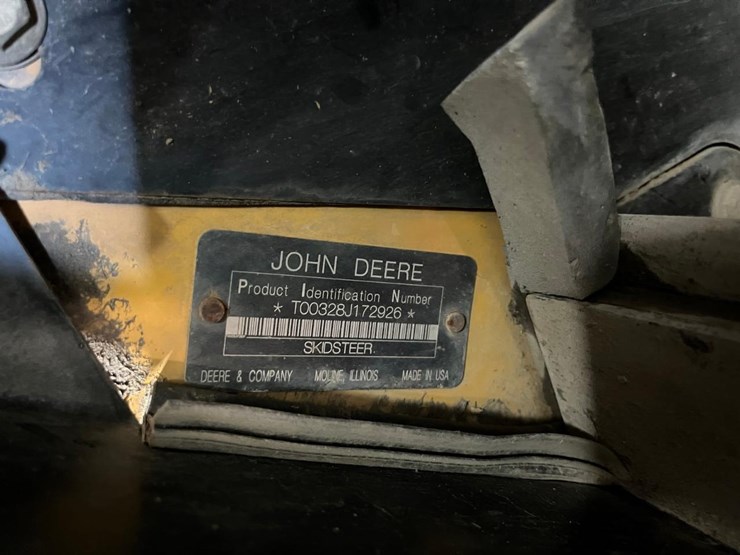 JOHN DEERE
Product Identification Number
* T00328J172926 *
SKIDSTEER
DEERE & COMPANY MOLINE, ILLINOIS MADE IN USA